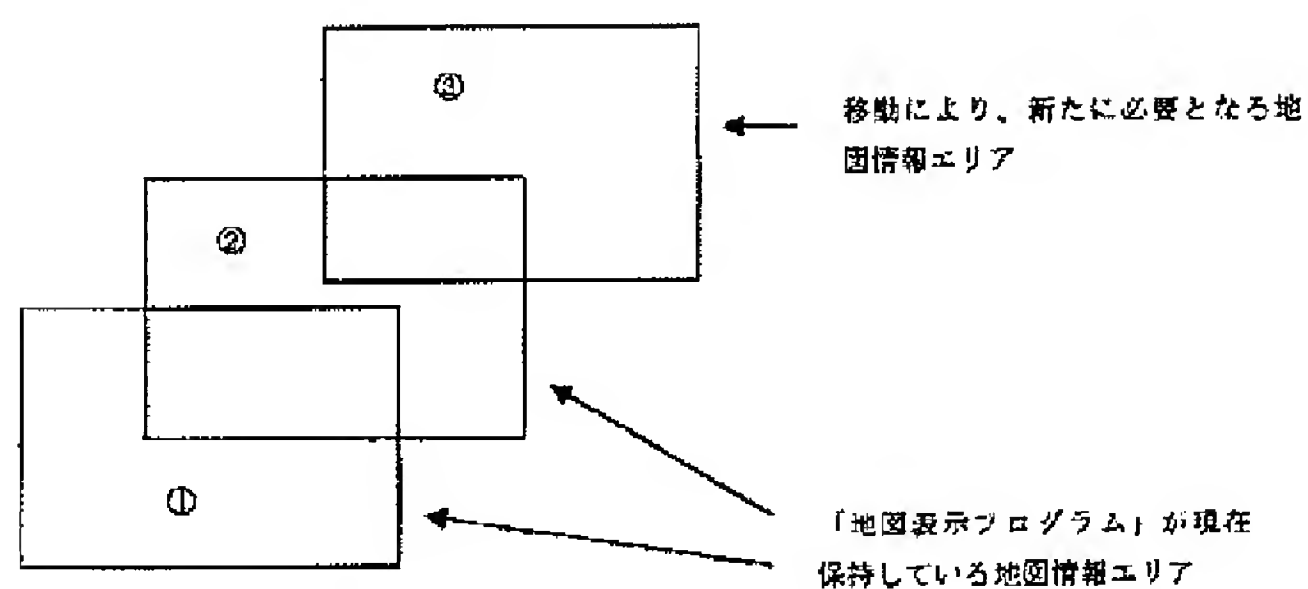 ③
移動により、新たに必要となる地
図情報エリア
②
①
「地図表示プログラム」が現在
保持している地図情報エリア